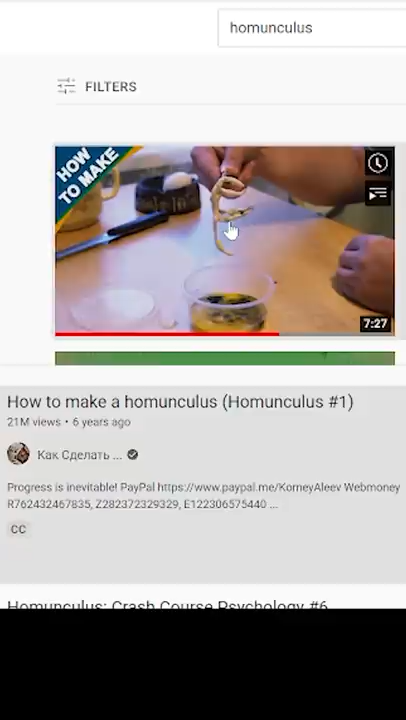 homunculus
FILTERS
HOW
TO MAKE
7:27
How to make a homunculus (Homunculus #1)
21M views • 6 years ago
Как Сделать ...
Progress is inevitable! PayPal https://www.paypal.me/KorneyAleev Webmoney
R762432467835, Z282372329329, E122306575440 ...
CC
Homunculus: Crash Course Psychology #6